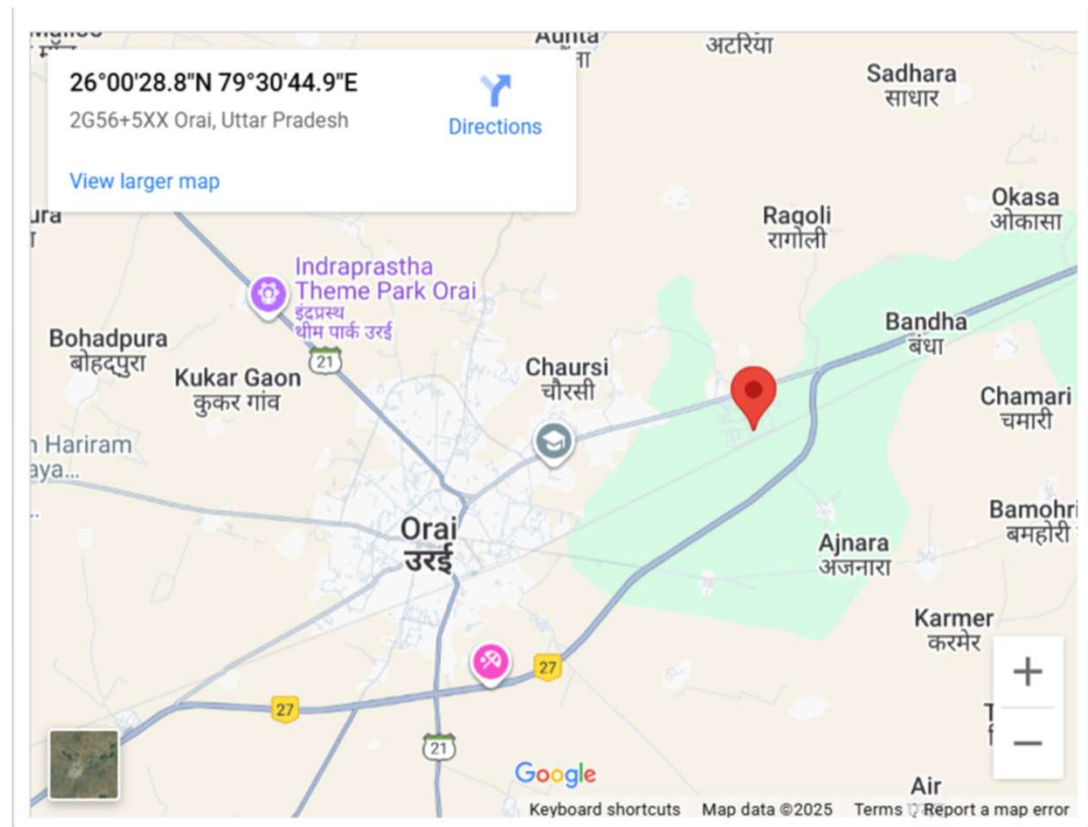 अटरिया
26°00'28.8"N 79°30'44.9"E
2G56+5XX Orai, Uttar Pradesh
Directions
View larger map
Sadhara
साधार
Okasa
ओकासा
Raqoli
रागोली
Indraprastha
Theme Park Orai
इंद्रप्रस्थ
थीम पार्क उरई
Bandha
बंधा
Bohadpura
बोहदपुरा
21
Kukar Gaon
कुकर गांव
Chaursi
चौरसी
Chamari
चमारी
Hariram
Orai
उरई
Bamohri
बमहोरी
Ajnara
अजनारा
Karmer
करमेर
27
27
21
+
−
Air
Google
Keyboard shortcuts
Map data ©2025
Terms
Report a map error